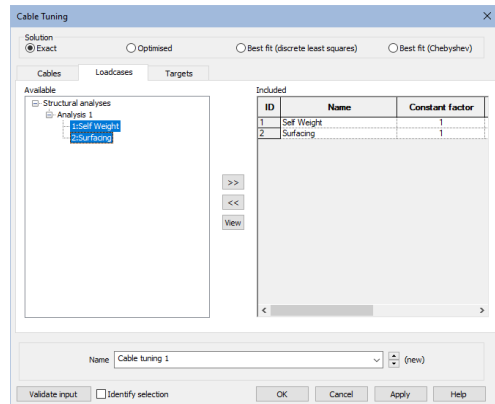 Cable Tuning
Solution
Exact Optimised Best fit (discrete least squares) Best fit (Chebyshev)
Cables Loadcases Targets
Available
Structural analyses
Analysis 1
1:Self Weight
2:Surfacing
>>
<<
View
Included
ID Name Constant factor
1 Self Weight 1
2 Surfacing 1
Name Cable tuning 1 (new)
Validate input Identify selection OK Cancel Apply Help